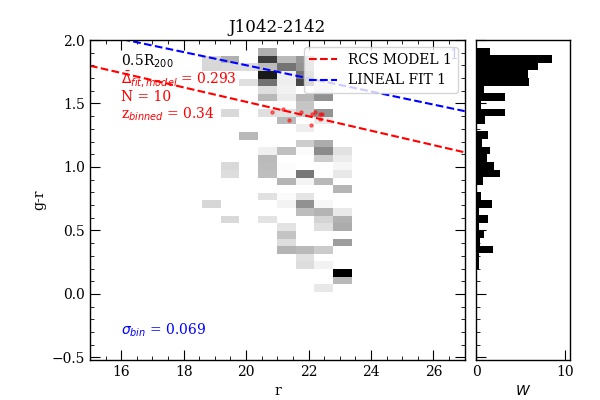 J1042-2142
0.5R200
Δ̄fit,model = 0.293
N = 10
zbinned = 0.34
RCS MODEL 1
LINEAL FIT 1
1
σbin = 0.069
2.0
1.5
1.0
0.5
0.0
−0.5
g-r
16
18
20
22
24
26
r
0
10
W